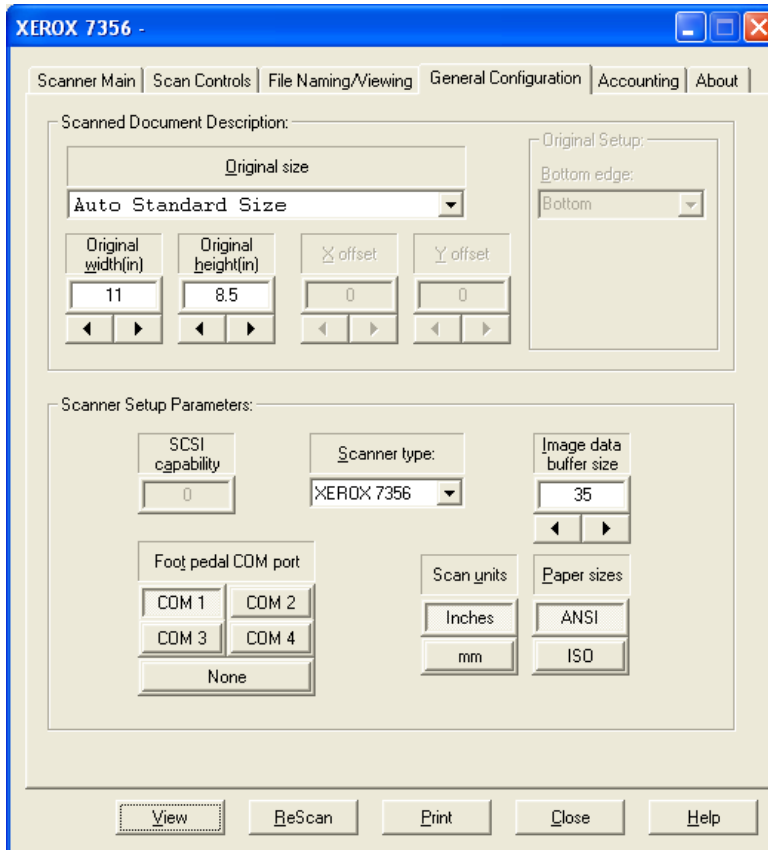 XEROX 7356 -
Scanner Main Scan Controls File Naming/Viewing General Configuration Accounting About
Scanned Document Description:
Original size
Auto Standard Size
Original Setup:
Bottom edge:
Bottom
Original
width(in)
11
Original
height(in)
8.5
X offset
0
Y offset
0
Scanner Setup Parameters:
SCSI
capability
0
Scanner type:
XEROX 7356
Image data
buffer size
35
Foot pedal COM port
COM 1 COM 2
COM 3 COM 4
None
Scan units
Inches
mm
Paper sizes
ANSI
ISO
View ReScan Print Close Help